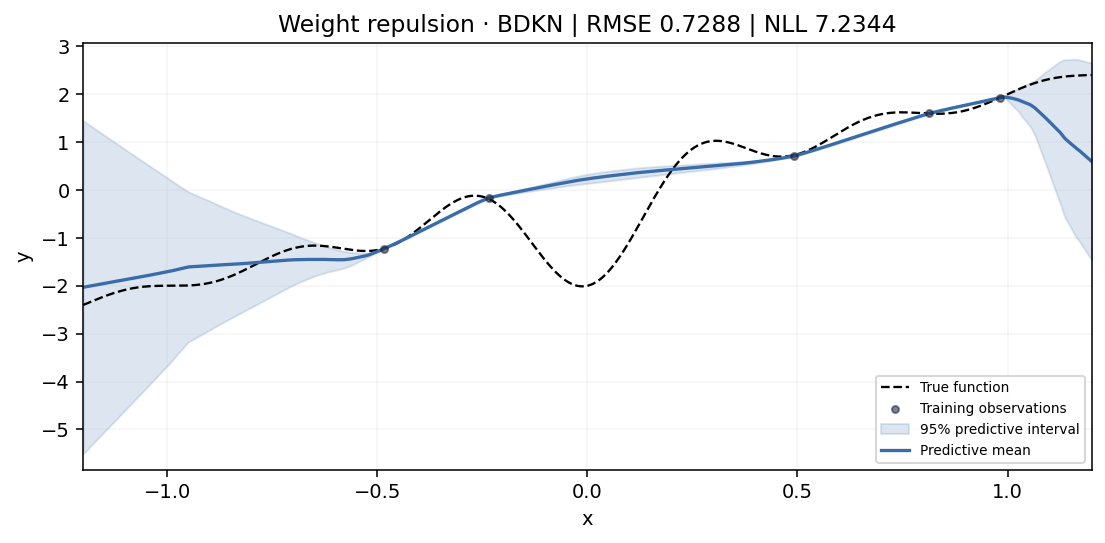 Weight repulsion · BDKN | RMSE 0.7288 | NLL 7.2344
3
2
1
0
−1
−2
−3
−4
−5
y
−1.0
−0.5
0.0
0.5
1.0
x
True function
Training observations
95% predictive interval
Predictive mean